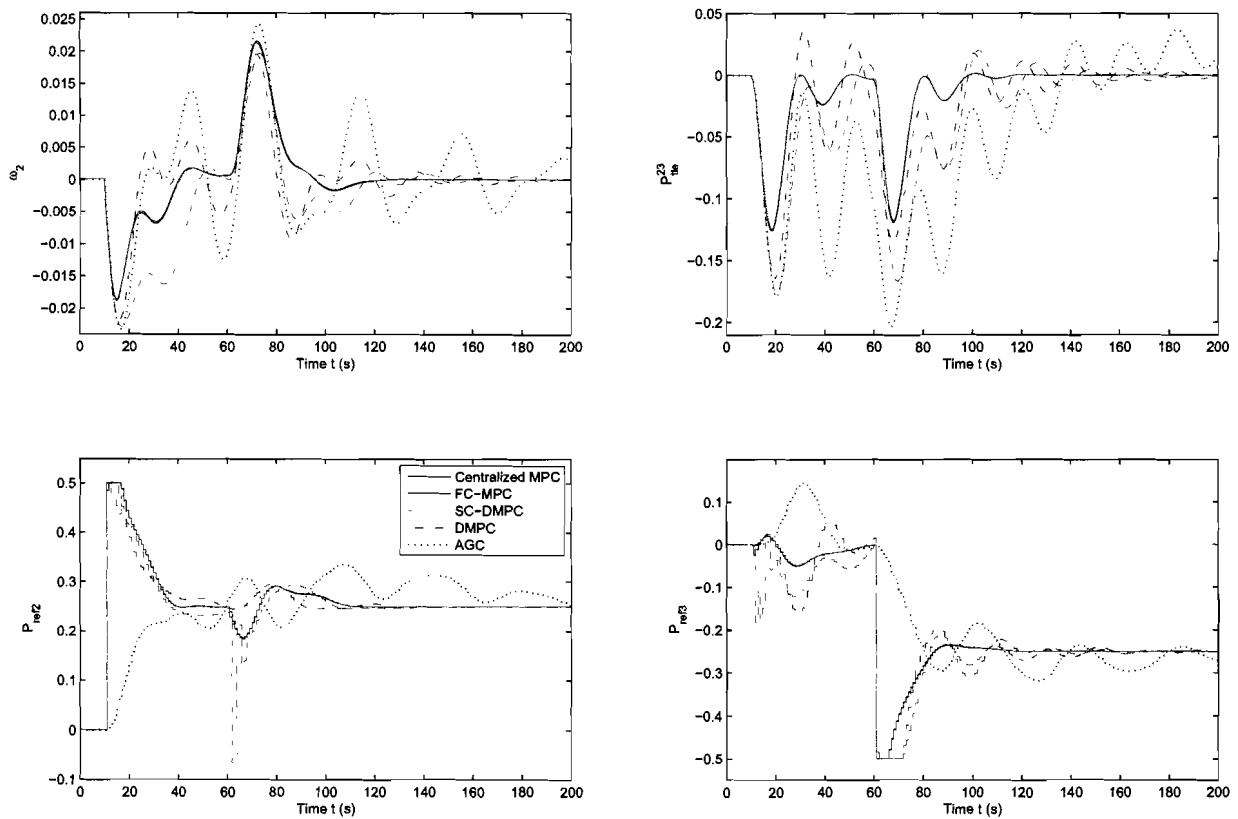 0.025
0.02
0.015
0.01
0.005
0
−0.005
−0.01
−0.015
−0.02
ω2
0 20 40 60 80 100 120 140 160 180 200
Time t (s)
0.05
0
−0.05
−0.1
−0.15
−0.2
P23tie
0 20 40 60 80 100 120 140 160 180 200
Time t (s)
0.5
0.4
0.3
0.2
0.1
0
−0.1
Pref2
Centralized MPC
FC−MPC
SC−DMPC
DMPC
AGC
0 20 40 60 80 100 120 140 160 180 200
Time t (s)
0.1
0
−0.1
−0.2
−0.3
−0.4
−0.5
Pref3
0 20 40 60 80 100 120 140 160 180 200
Time t (s)